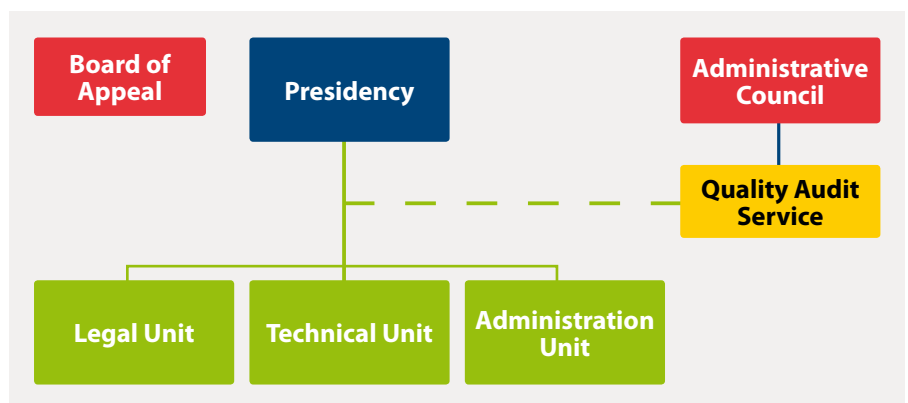 Board of
Appeal
Presidency
Administrative
Council
Quality Audit
Service
Legal Unit
Technical Unit
Administration
Unit